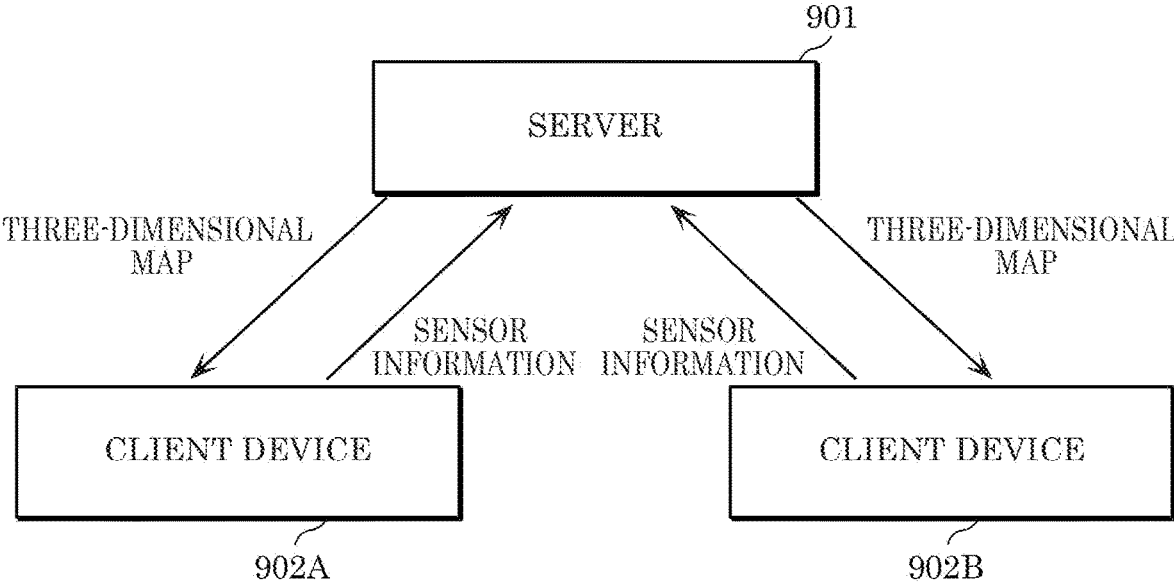 901
SERVER
THREE-DIMENSIONAL
MAP
THREE-DIMENSIONAL
MAP
SENSOR
INFORMATION
SENSOR
INFORMATION
CLIENT DEVICE
CLIENT DEVICE
902A
902B